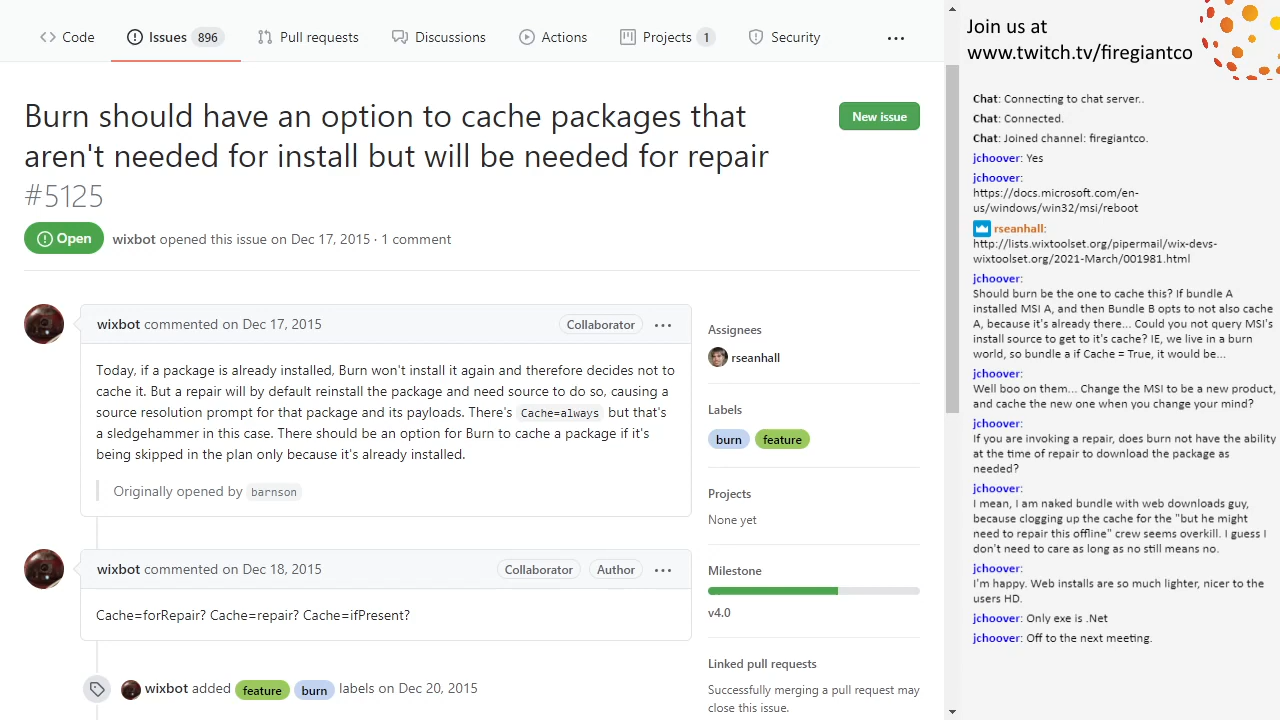 Code
Issues 896
Pull requests
Discussions
Actions
Projects 1
Security
Burn should have an option to cache packages that
aren't needed for install but will be needed for repair
#5125
New issue
Open
wixbot opened this issue on Dec 17, 2015 · 1 comment
wixbot commented on Dec 17, 2015
Collaborator
Today, if a package is already installed, Burn won't install it again and therefore decides not to
cache it. But a repair will by default reinstall the package and need source to do so, causing a
source resolution prompt for that package and its payloads. There's Cache=always but that's
a sledgehammer in this case. There should be an option for Burn to cache a package if it's
being skipped in the plan only because it's already installed.
Originally opened by barnson
wixbot commented on Dec 18, 2015
Collaborator
Author
Cache=forRepair? Cache=repair? Cache=ifPresent?
wixbot added feature burn labels on Dec 20, 2015
Assignees
rseanhall
Labels
burn feature
Projects
None yet
Milestone
v4.0
Linked pull requests
Successfully merging a pull request may
close this issue.
Join us at
www.twitch.tv/firegiantco
Chat: Connecting to chat server..
Chat: Connected.
Chat: Joined channel: firegiantco.
jchoover: Yes
jchoover:
https://docs.microsoft.com/en-
us/windows/win32/msi/reboot
rseanhall:
http://lists.wixtoolset.org/pipermail/wix-devs-
wixtoolset.org/2021-March/001981.html
jchoover:
Should burn be the one to cache this? If bundle A
installed MSI A, and then Bundle B opts to not also cache
A, because it's already there... Could you not query MSI's
install source to get to it's cache? IE, we live in a burn
world, so bundle a if Cache = True, it would be...
jchoover:
Well boo on them... Change the MSI to be a new product,
and cache the new one when you change your mind?
jchoover:
If you are invoking a repair, does burn not have the ability
at the time of repair to download the package as
needed?
jchoover:
I mean, I am naked bundle with web downloads guy,
because clogging up the cache for the "but he might
need to repair this offline" crew seems overkill. I guess I
don't need to care as long as no still means no.
jchoover:
I'm happy. Web installs are so much lighter, nicer to the
users HD.
jchoover: Only exe is .Net
jchoover: Off to the next meeting.